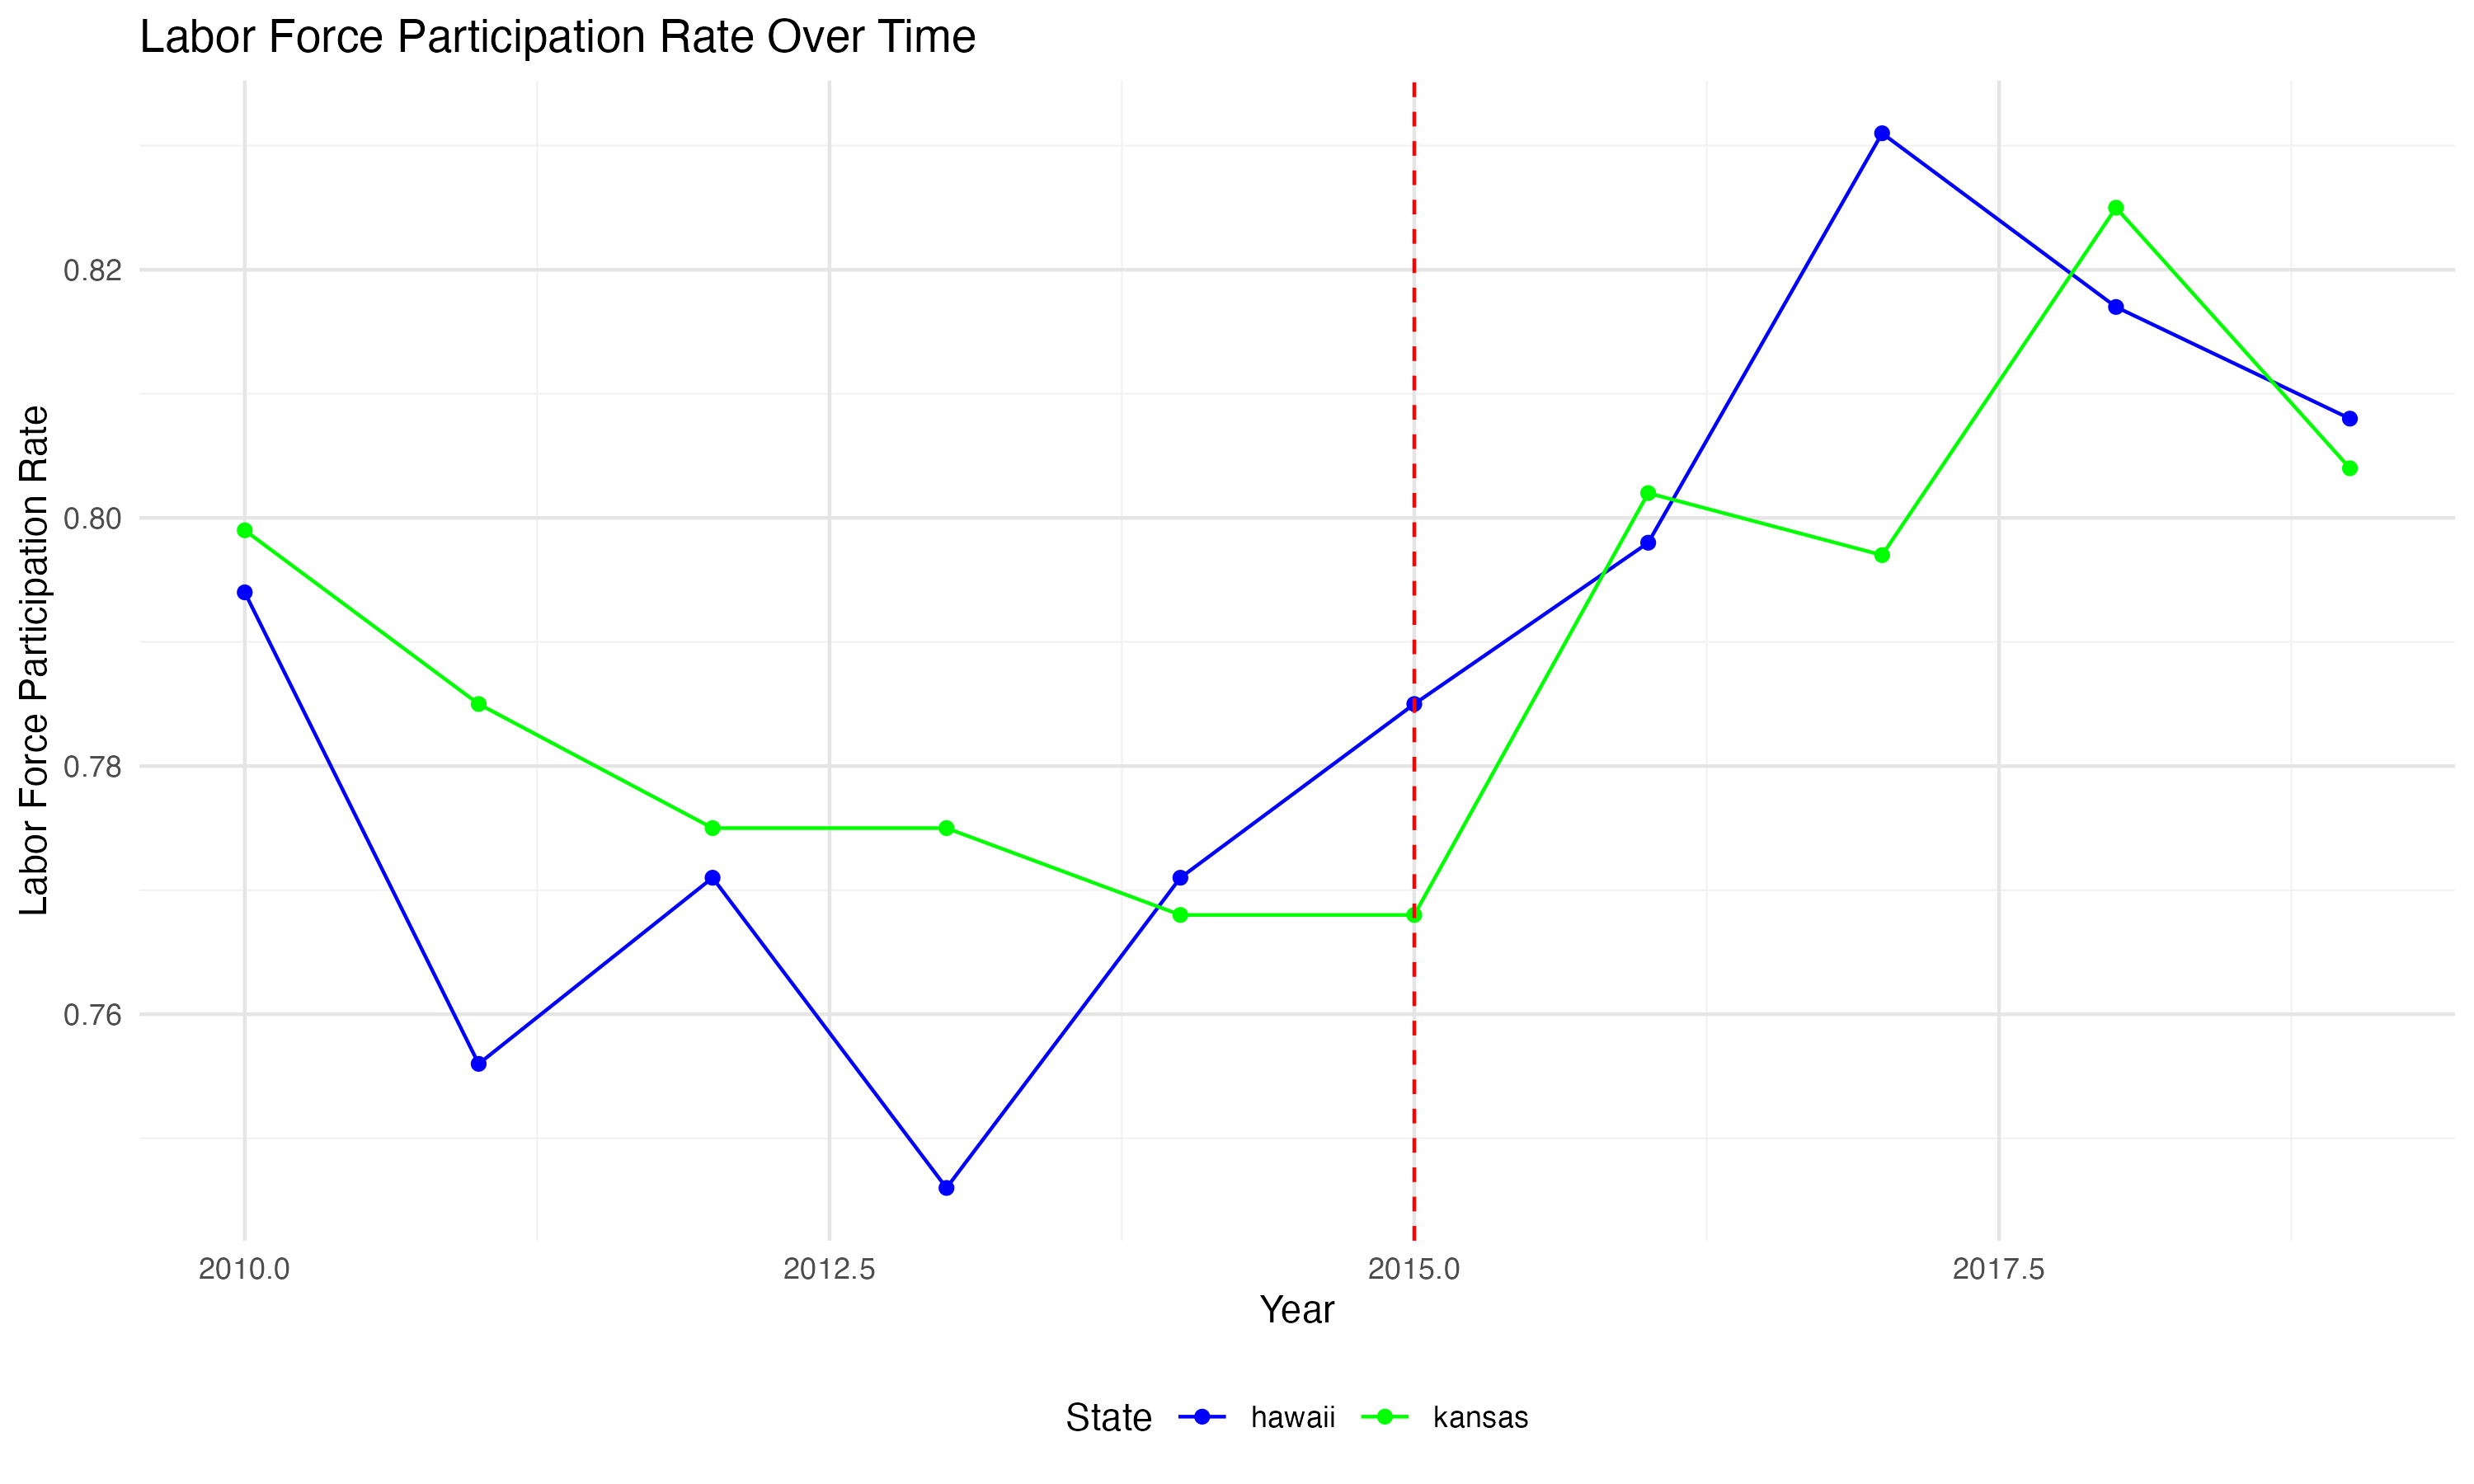 Labor Force Participation Rate Over Time
Labor Force Participation Rate
0.82
0.80
0.78
0.76
2010.0 2012.5 2015.0 2017.5
Year
State hawaii kansas